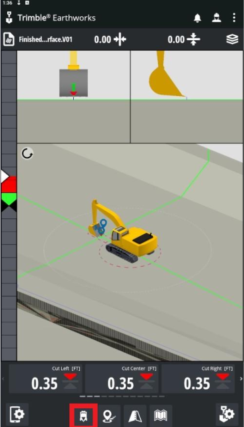 1:36
Trimble® Earthworks
Finished...rface.V01 0.00 0.00
Cut Left [FT] Cut Center [FT] Cut Right [FT]
0.35 0.35 0.35